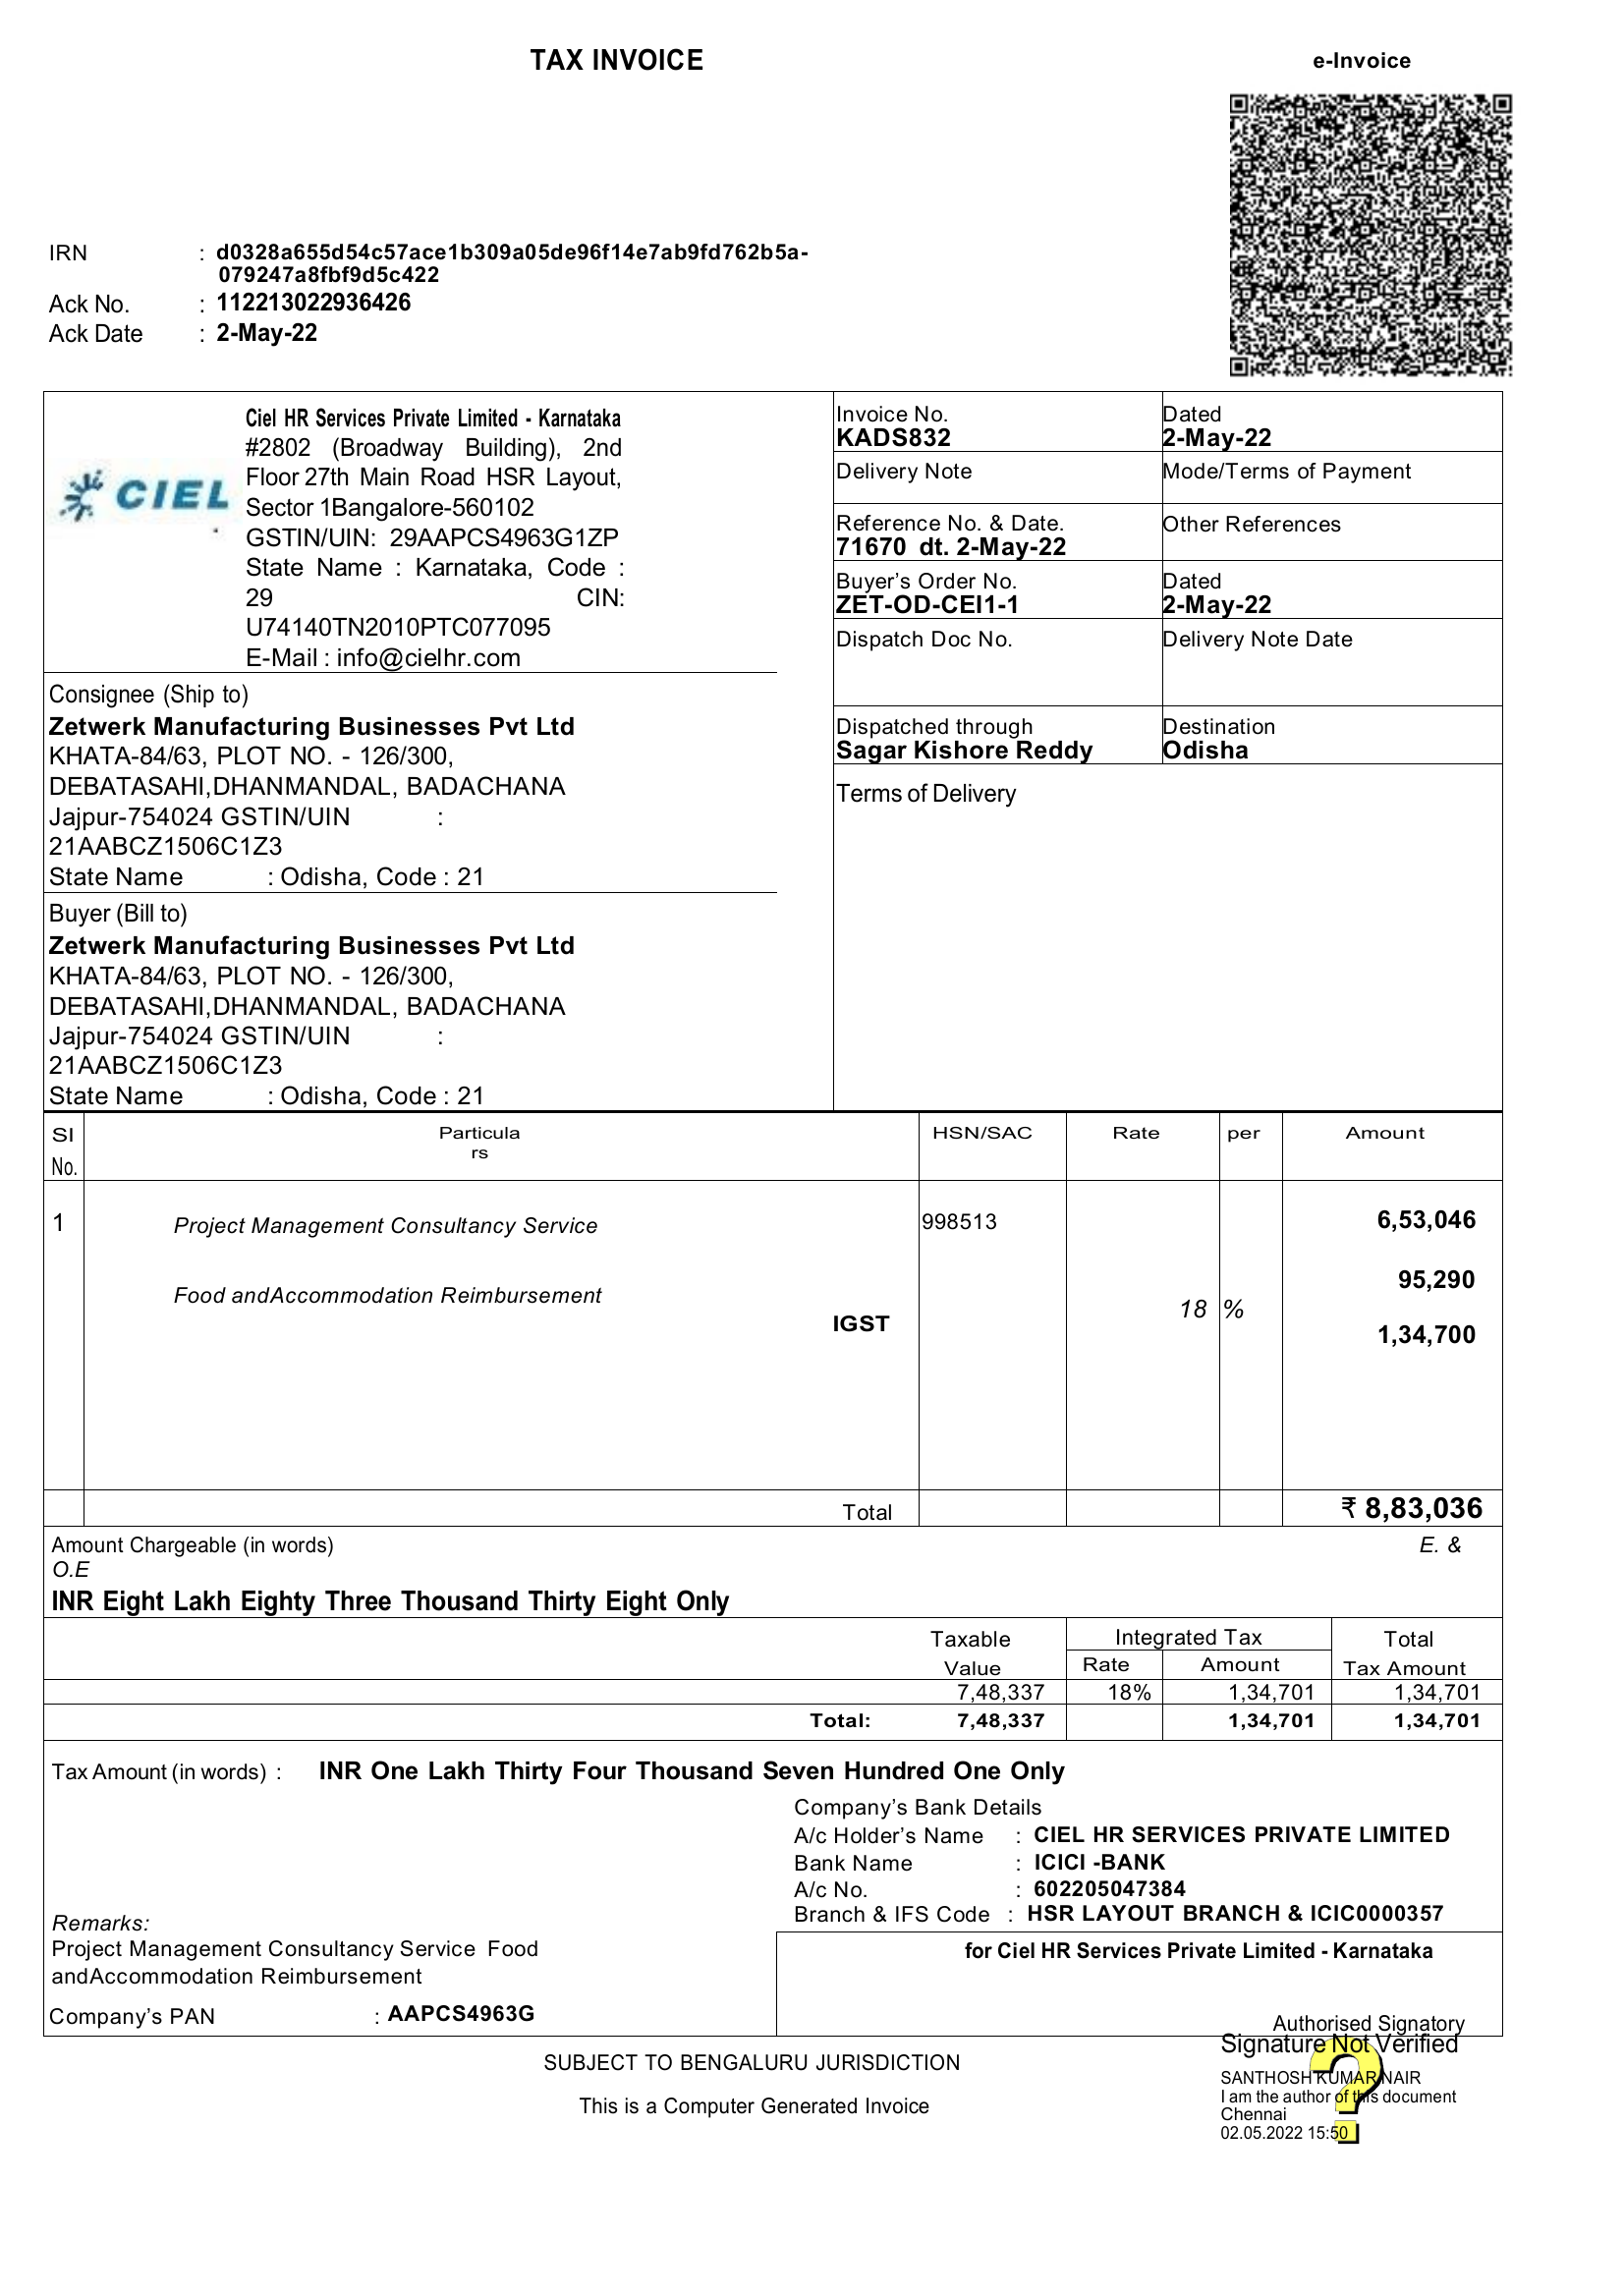 TAX INVOICE
e-Invoice
IRN : d0328a655d54c57ace1b309a05de96f14e7ab9fd762b5a-
079247a8fbf9d5c422
Ack No. : 112213022936426
Ack Date : 2-May-22
CIEL
Ciel HR Services Private Limited - Karnataka
#2802 (Broadway Building), 2nd
Floor 27th Main Road HSR Layout,
Sector 1Bangalore-560102
GSTIN/UIN: 29AAPCS4963G1ZP
State Name : Karnataka, Code :
29 CIN:
U74140TN2010PTC077095
E-Mail : info@cielhr.com
Invoice No. Dated
KADS832 2-May-22
Delivery Note Mode/Terms of Payment
Reference No. & Date. Other References
71670 dt. 2-May-22
Buyer’s Order No. Dated
ZET-OD-CEI1-1 2-May-22
Dispatch Doc No. Delivery Note Date
Dispatched through Destination
Sagar Kishore Reddy Odisha
Terms of Delivery
Consignee (Ship to)
Zetwerk Manufacturing Businesses Pvt Ltd
KHATA-84/63, PLOT NO. - 126/300,
DEBATASAHI,DHANMANDAL, BADACHANA
Jajpur-754024 GSTIN/UIN :
21AABCZ1506C1Z3
State Name : Odisha, Code : 21
Buyer (Bill to)
Zetwerk Manufacturing Businesses Pvt Ltd
KHATA-84/63, PLOT NO. - 126/300,
DEBATASAHI,DHANMANDAL, BADACHANA
Jajpur-754024 GSTIN/UIN :
21AABCZ1506C1Z3
State Name : Odisha, Code : 21
SI Particula HSN/SAC Rate per Amount
No. rs
1 Project Management Consultancy Service 998513 6,53,046
Food andAccommodation Reimbursement 95,290
IGST 18 % 1,34,700
Total ₹ 8,83,036
Amount Chargeable (in words) E. &
O.E
INR Eight Lakh Eighty Three Thousand Thirty Eight Only
Taxable Integrated Tax Total
Value Rate Amount Tax Amount
7,48,337 18% 1,34,701 1,34,701
Total: 7,48,337 1,34,701 1,34,701
Tax Amount (in words) : INR One Lakh Thirty Four Thousand Seven Hundred One Only
Company’s Bank Details
A/c Holder’s Name : CIEL HR SERVICES PRIVATE LIMITED
Bank Name : ICICI -BANK
A/c No. : 602205047384
Branch & IFS Code : HSR LAYOUT BRANCH & ICIC0000357
Remarks:
Project Management Consultancy Service Food
andAccommodation Reimbursement
Company’s PAN : AAPCS4963G
for Ciel HR Services Private Limited - Karnataka
Authorised Signatory
Signature Not Verified
SANTHOSH KUMAR NAIR
I am the author of this document
Chennai
02.05.2022 15:50
SUBJECT TO BENGALURU JURISDICTION
This is a Computer Generated Invoice